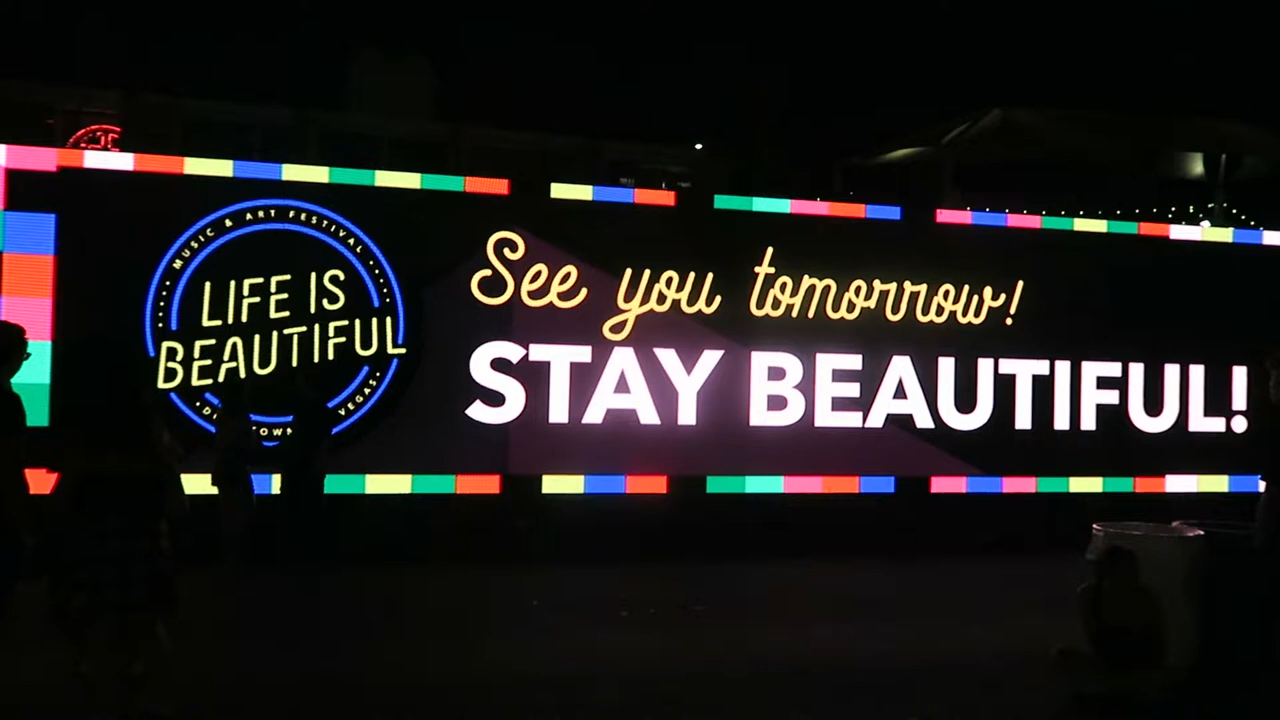 MUSIC & ART FESTIVAL
LIFE IS
BEAUTIFUL
VEGAS
See you tomorrow!
STAY BEAUTIFUL!